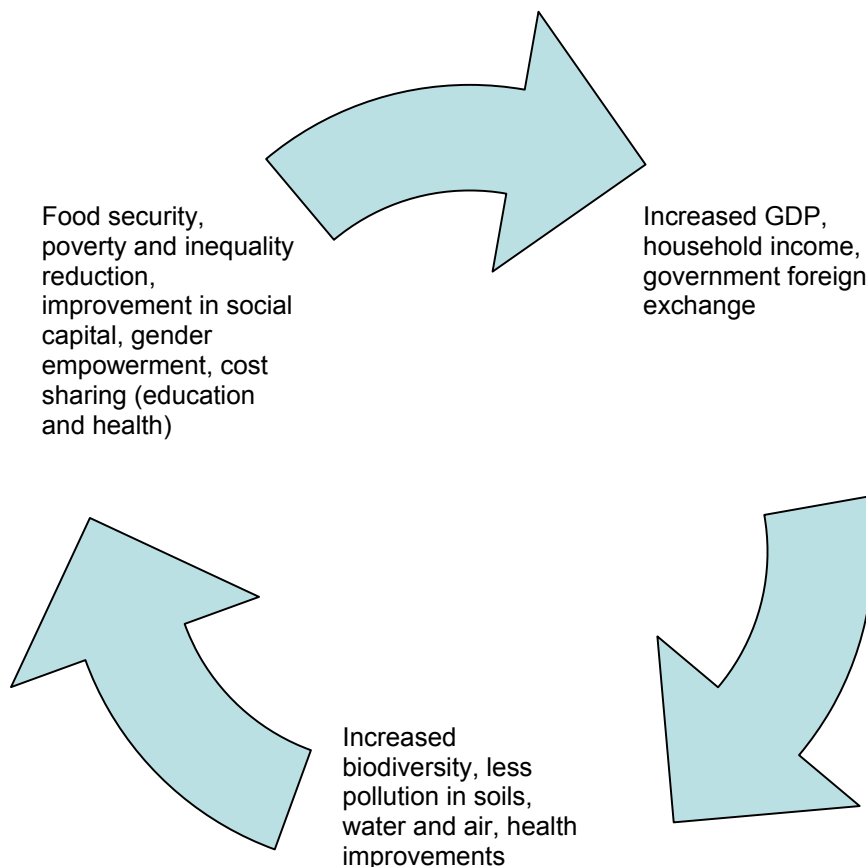 Food security,
poverty and inequality
reduction,
improvement in social
capital, gender
empowerment, cost
sharing (education
and health)
Increased GDP,
household income,
government foreign
exchange
Increased
biodiversity, less
pollution in soils,
water and air, health
improvements